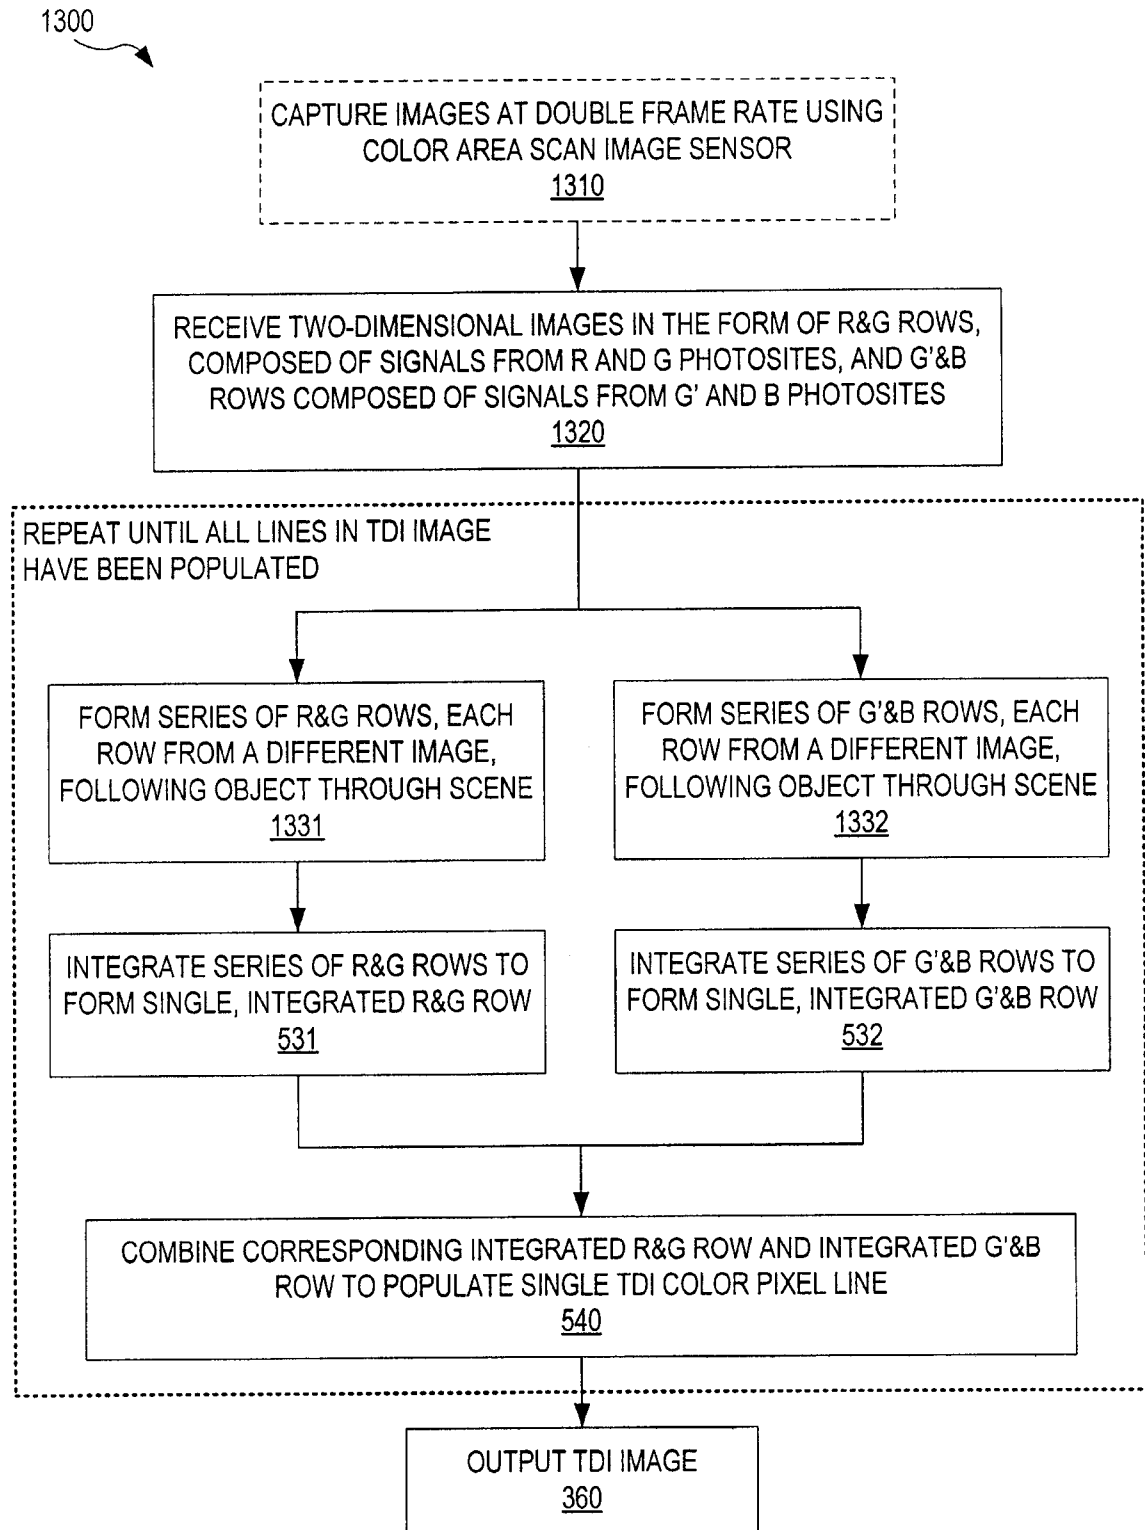 1300
CAPTURE IMAGES AT DOUBLE FRAME RATE USING
COLOR AREA SCAN IMAGE SENSOR
1310
RECEIVE TWO-DIMENSIONAL IMAGES IN THE FORM OF R&G ROWS,
COMPOSED OF SIGNALS FROM R AND G PHOTOSITES, AND G'&B
ROWS COMPOSED OF SIGNALS FROM G' AND B PHOTOSITES
1320
REPEAT UNTIL ALL LINES IN TDI IMAGE
HAVE BEEN POPULATED
FORM SERIES OF R&G ROWS, EACH
ROW FROM A DIFFERENT IMAGE,
FOLLOWING OBJECT THROUGH SCENE
1331
FORM SERIES OF G'&B ROWS, EACH
ROW FROM A DIFFERENT IMAGE,
FOLLOWING OBJECT THROUGH SCENE
1332
INTEGRATE SERIES OF R&G ROWS TO
FORM SINGLE, INTEGRATED R&G ROW
531
INTEGRATE SERIES OF G'&B ROWS TO
FORM SINGLE, INTEGRATED G'&B ROW
532
COMBINE CORRESPONDING INTEGRATED R&G ROW AND INTEGRATED G'&B
ROW TO POPULATE SINGLE TDI COLOR PIXEL LINE
540
OUTPUT TDI IMAGE
360